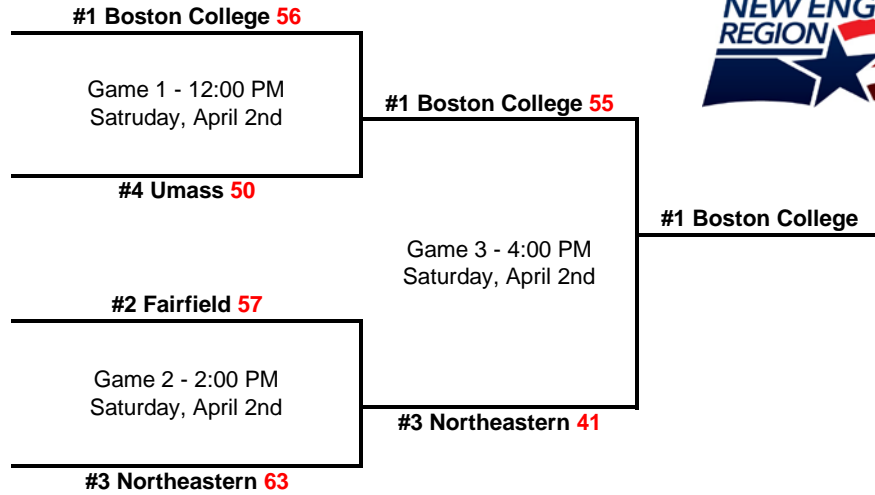 #1 Boston College 56
NEW ENG
REGION
Game 1 - 12:00 PM
Satruday, April 2nd
#1 Boston College 55
#4 Umass 50
#1 Boston College
Game 3 - 4:00 PM
Saturday, April 2nd
#2 Fairfield 57
Game 2 - 2:00 PM
Saturday, April 2nd
#3 Northeastern 41
#3 Northeastern 63